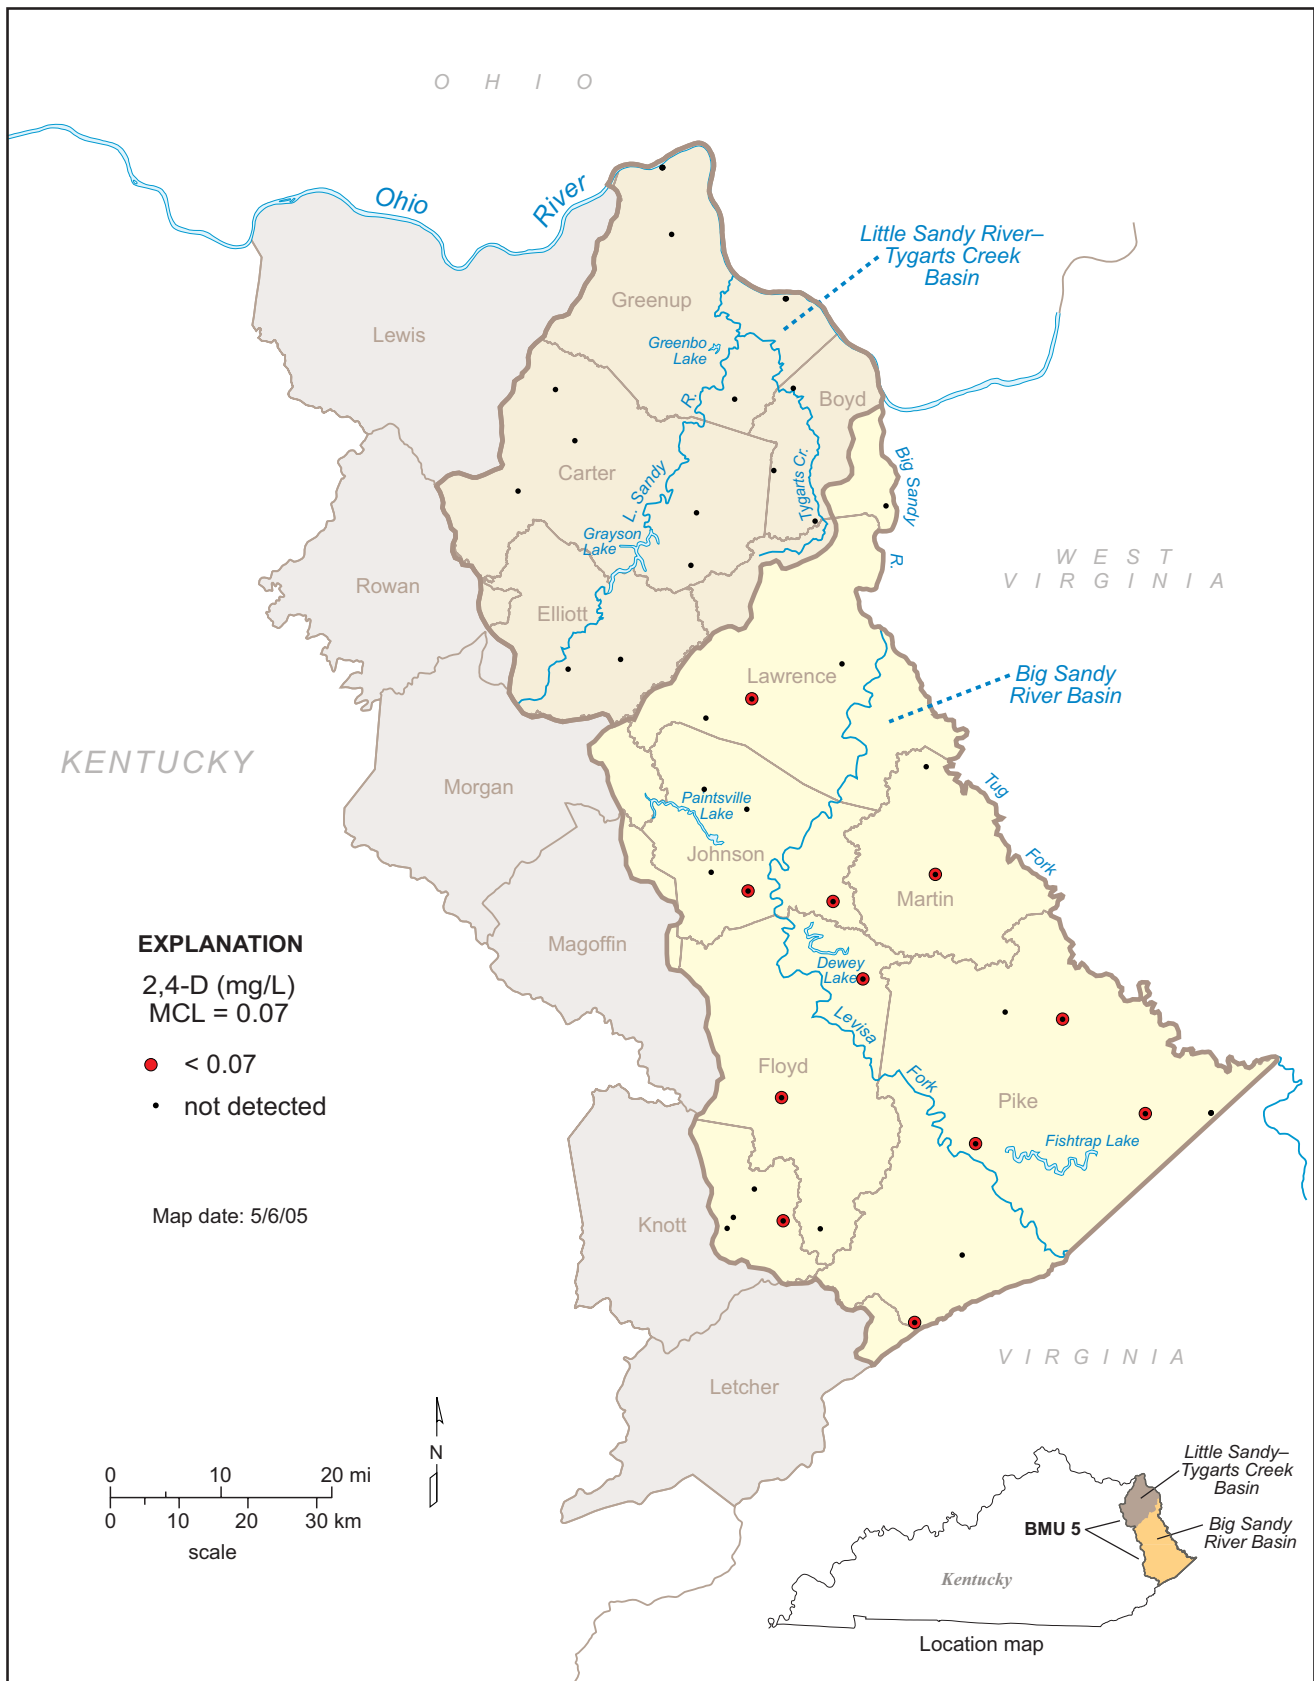 O H I O
Ohio
River
Little Sandy River–
Tygarts Creek
Basin
Greenup
Lewis
Greenbo
Lake
Boyd
R.
Carter
L. Sandy
Tygarts Cr.
Big Sandy
R.
Grayson
Lake
WEST
VIRGINIA
Rowan
Elliott
Lawrence
Big Sandy
River Basin
KENTUCKY
Morgan
Tug
Fork
Paintsville
Lake
Johnson
Martin
Magoffin
Dewey
Lake
Levisa
Fork
Floyd
Pike
Fishtrap Lake
Knott
VIRGINIA
Letcher
EXPLANATION
2,4-D (mg/L)
MCL = 0.07
< 0.07
not detected
Map date: 5/6/05
N
0 10 20 mi
0 10 20 30 km
scale
Little Sandy–
Tygarts Creek
Basin
BMU 5
Big Sandy
River Basin
Kentucky
Location map